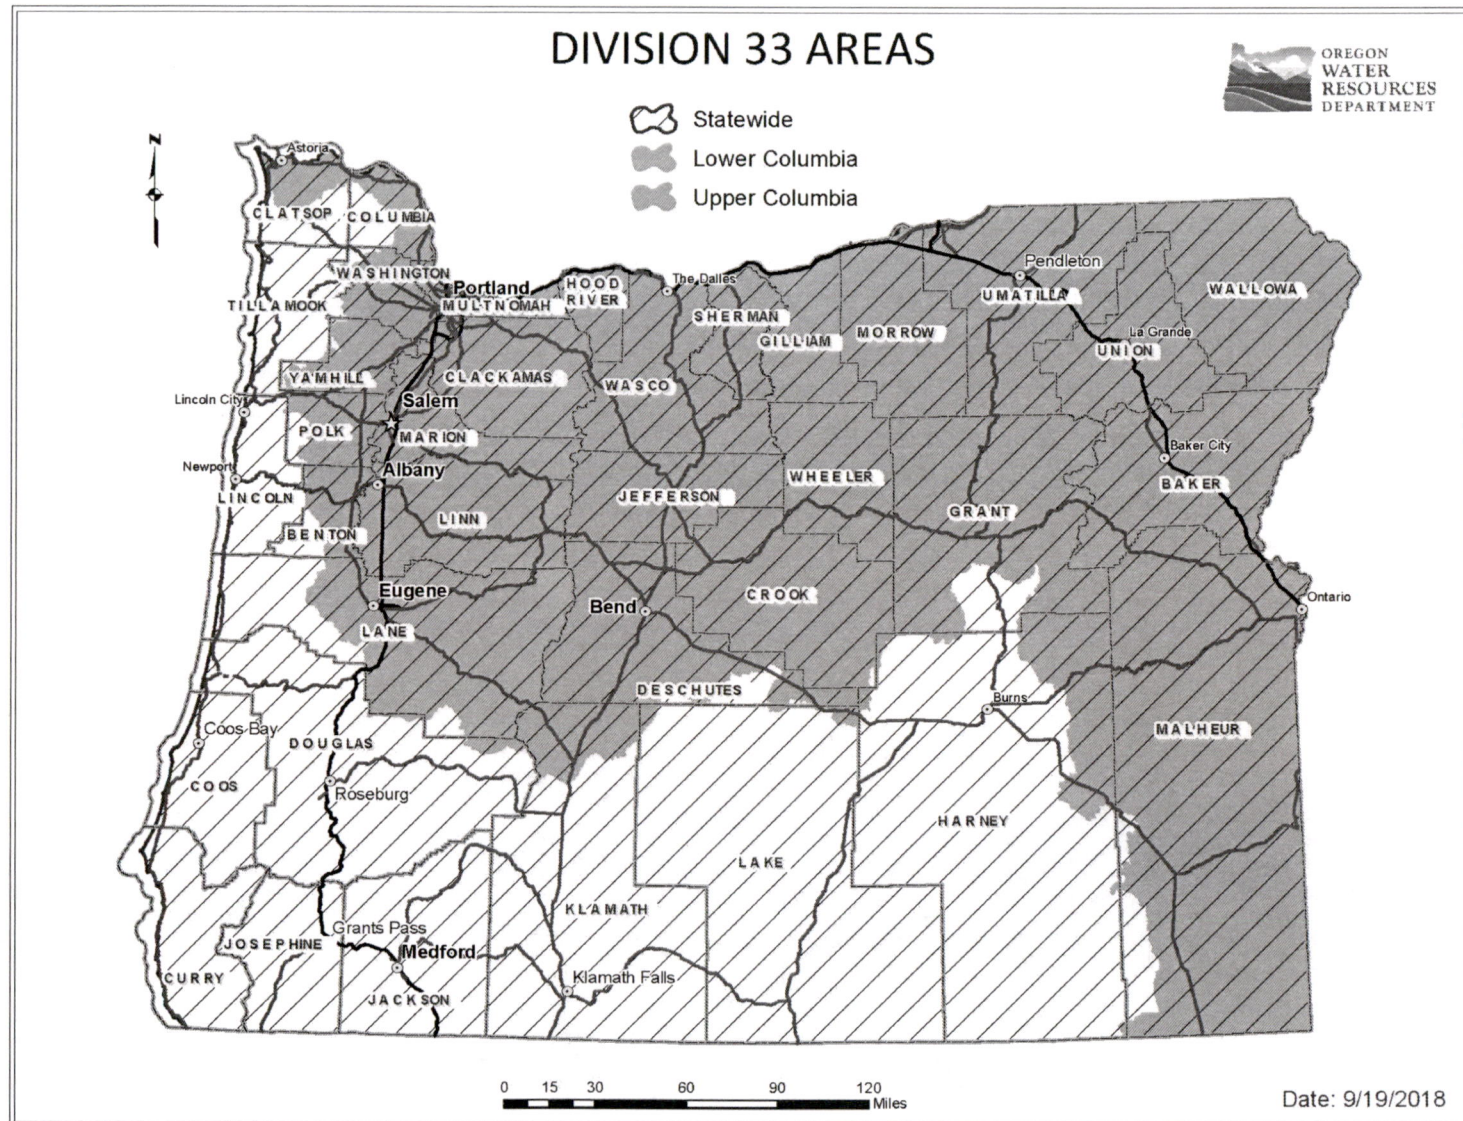 DIVISION 33 AREAS
OREGON
WATER
RESOURCES
DEPARTMENT
Statewide
Lower Columbia
Upper Columbia
N
Astoria
CLATSOP
COLUMBIA
WASHINGTON
Portland
MULTNOMAH
HOOD
RIVER
The Dalles
Pendleton
UMATILLA
WALLOWA
TILLAMOOK
SHERMAN
GILLIAM
MORROW
La Grande
UNION
YAMHILL
CLACKAMAS
WASCO
Lincoln City
Salem
POLK
MARION
Baker City
Newport
Albany
LINCOLN
JEFFERSON
WHEELER
BAKER
BENTON
LINN
GRANT
Eugene
Bend
CROOK
Ontario
LANE
DESCHUTES
Burns
Coos Bay
DOUGLAS
MALHEUR
COOS
Roseburg
HARNEY
LAKE
KLAMATH
Grants Pass
JOSEPHINE
Medford
CURRY
Klamath Falls
JACKSON
0 15 30 60 90 120
Miles
Date: 9/19/2018